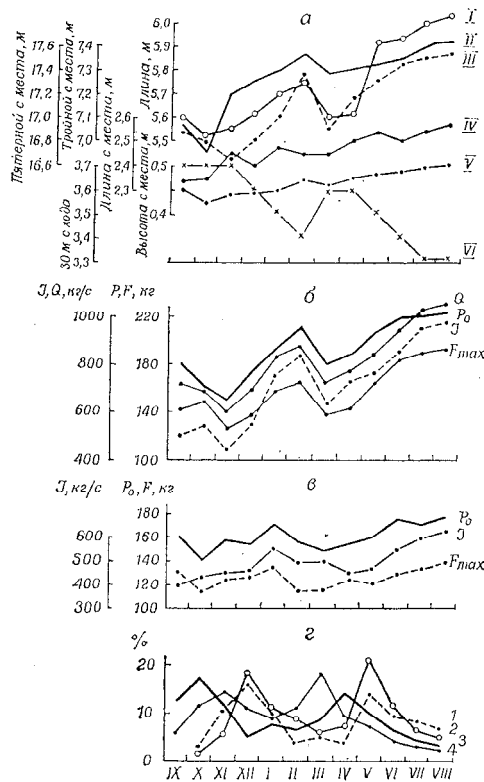 а
Пятерной с места, м
17,6
17,4
17,2
17,0
16,8
16,6
Тройной с места, м
7,4
7,3
7,2
7,1
7,0
30 м с хода
3,7
3,6
3,5
3,4
3,3
Длина с места, м
2,6
2,5
2,4
2,3
Длина, м
6,0
5,9
5,8
5,7
5,6
5,5
Высота с места, м
0,5
0,4
I
II
III
IV
V
VI
б
J, Q, кг/с
1000
800
600
400
P, F, кг
220
180
140
100
Q
P₀
J
Fmax
в
J, кг/с
600
500
400
300
P₀, F, кг
180
160
140
120
100
P₀
J
Fmax
г
%
20
10
0
1
2
3
4
IX X XI XII I II III IV V VI VII VIII